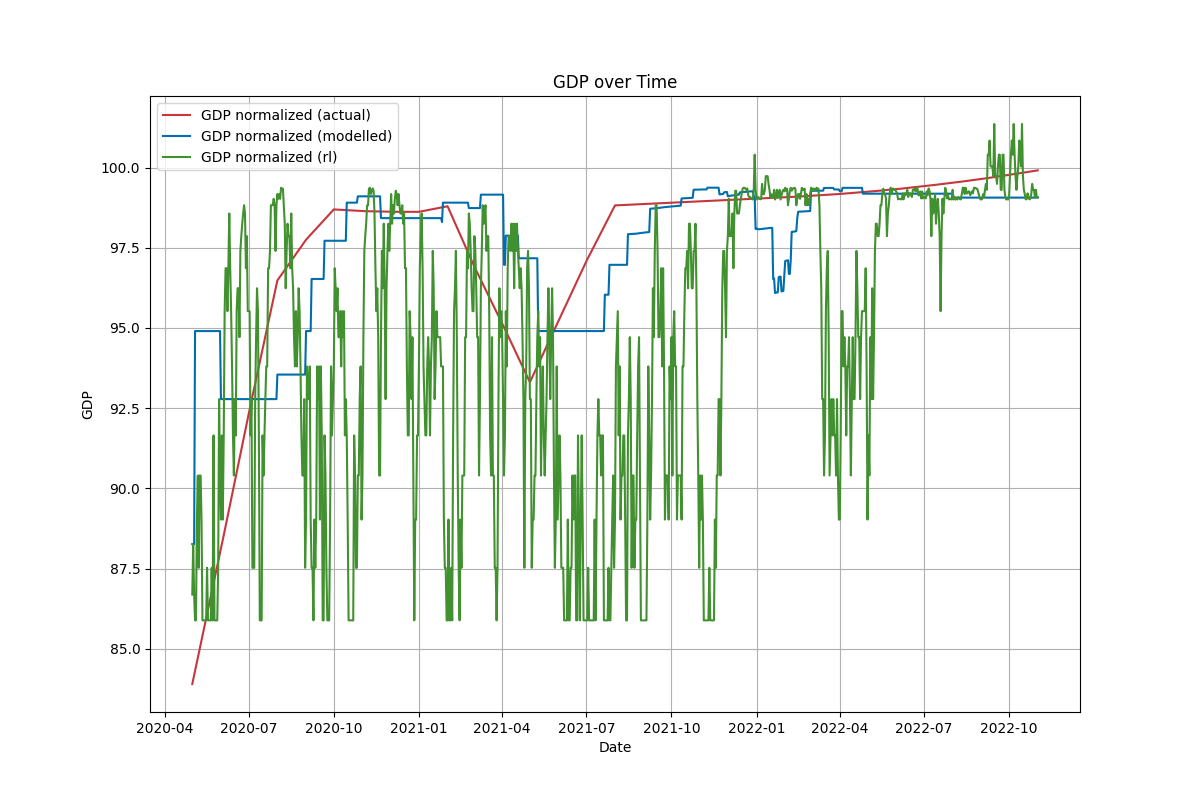 GDP over Time
GDP normalized (actual)
GDP normalized (modelled)
GDP normalized (rl)
100.0
97.5
95.0
92.5
90.0
87.5
85.0
GDP
2020-04 2020-07 2020-10 2021-01 2021-04 2021-07 2021-10 2022-01 2022-04 2022-07 2022-10
Date